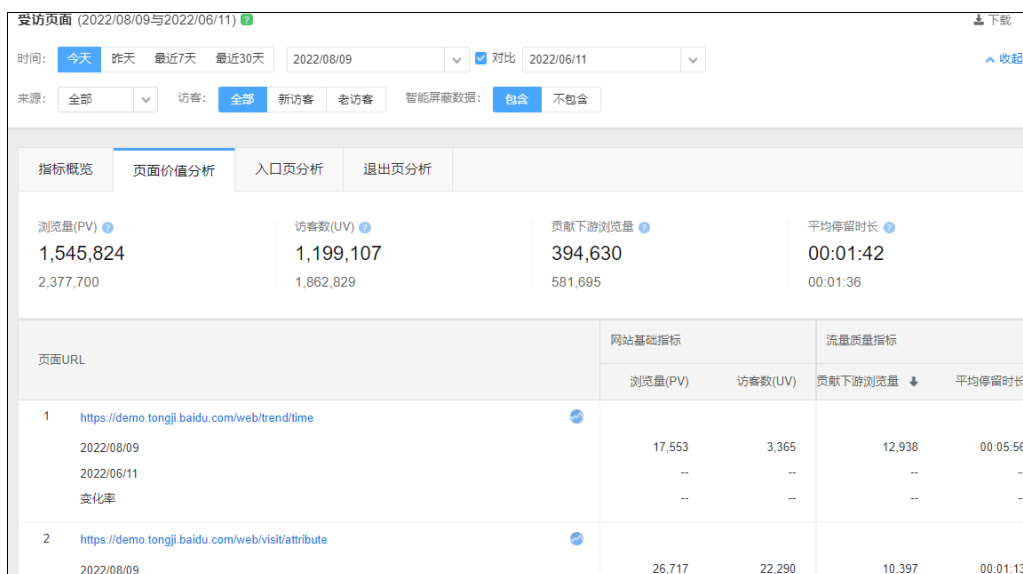 受访页面 (2022/08/09与2022/06/11) ?
下载
时间: 今天 昨天 最近7天 最近30天 2022/08/09 对比 2022/06/11 收起
来源: 全部 访客: 全部 新访客 老访客 智能屏蔽数据: 包含 不包含
指标概览 页面价值分析 入口页分析 退出页分析
浏览量(PV) ? 访客数(UV) ? 贡献下游浏览量 ? 平均停留时长 ?
1,545,824 1,199,107 394,630 00:01:42
2,377,700 1,862,829 581,695 00:01:36
页面URL
网站基础指标 流量质量指标
浏览量(PV) 访客数(UV) 贡献下游浏览量 平均停留时长
1 https://demo.tongji.baidu.com/web/trend/time
2022/08/09 17,553 3,365 12,938 00:05:56
2022/06/11 -- -- -- --
变化率 -- -- -- --
2 https://demo.tongji.baidu.com/web/visit/attribute
2022/08/09 26,717 22,290 10,397 00:01:13